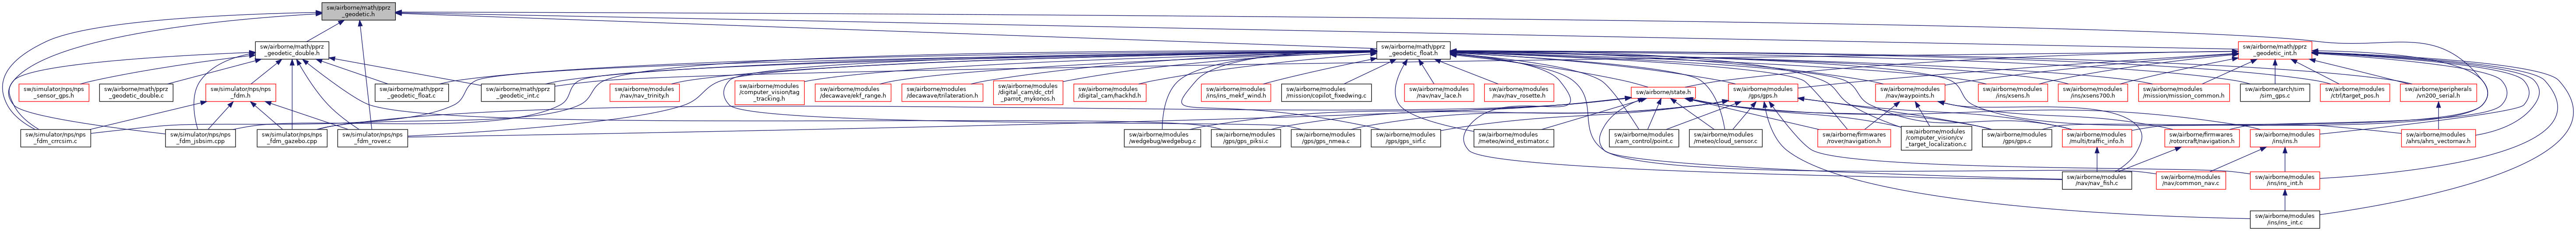 sw/airborne/math/pprz
_geodetic.h
sw/airborne/math/pprz
_geodetic_double.h
sw/airborne/math/pprz
_geodetic_float.h
sw/airborne/math/pprz
_geodetic_int.h
sw/simulator/nps/nps
_sensor_gps.h
sw/airborne/math/pprz
_geodetic_double.c
sw/simulator/nps/nps
_fdm.h
sw/airborne/math/pprz
_geodetic_float.c
sw/airborne/math/pprz
_geodetic_int.c
sw/airborne/modules
/nav/nav_trinity.h
sw/airborne/modules
/computer_vision/tag
_tracking.h
sw/airborne/modules
/decawave/ekf_range.h
sw/airborne/modules
/decawave/trilateration.h
sw/airborne/modules
/digital_cam/dc_ctrl
_parrot_mykonos.h
sw/airborne/modules
/digital_cam/hackhd.h
sw/airborne/modules
/ins/ins_mekf_wind.h
sw/airborne/modules
/mission/copilot_fixedwing.c
sw/airborne/modules
/nav/nav_lace.h
sw/airborne/modules
/nav/nav_rosette.h
sw/airborne/state.h
sw/airborne/modules
/gps/gps.h
sw/airborne/modules
/nav/waypoints.h
sw/airborne/modules
/ins/xsens.h
sw/airborne/modules
/ins/xsens700.h
sw/airborne/modules
/mission/mission_common.h
sw/airborne/arch/sim
/sim_gps.c
sw/airborne/modules
/ctrl/target_pos.h
sw/airborne/peripherals
/vn200_serial.h
sw/simulator/nps/nps
_fdm_crrcsim.c
sw/simulator/nps/nps
_fdm_jsbsim.cpp
sw/simulator/nps/nps
_fdm_gazebo.cpp
sw/simulator/nps/nps
_fdm_rover.c
sw/airborne/modules
/wedgebug/wedgebug.c
sw/airborne/modules
/gps/gps_piksi.c
sw/airborne/modules
/gps/gps_nmea.c
sw/airborne/modules
/gps/gps_sirf.c
sw/airborne/modules
/meteo/wind_estimator.c
sw/airborne/modules
/cam_control/point.c
sw/airborne/modules
/meteo/cloud_sensor.c
sw/airborne/firmwares
/rover/navigation.h
sw/airborne/modules
/computer_vision/cv
_target_localization.c
sw/airborne/modules
/gps/gps.c
sw/airborne/modules
/multi/traffic_info.h
sw/airborne/firmwares
/rotorcraft/navigation.h
sw/airborne/modules
/ins/ins.h
sw/airborne/modules
/ahrs/ahrs_vectornav.h
sw/airborne/modules
/nav/nav_fish.c
sw/airborne/modules
/nav/common_nav.c
sw/airborne/modules
/ins/ins_int.h
sw/airborne/modules
/ins/ins_int.c